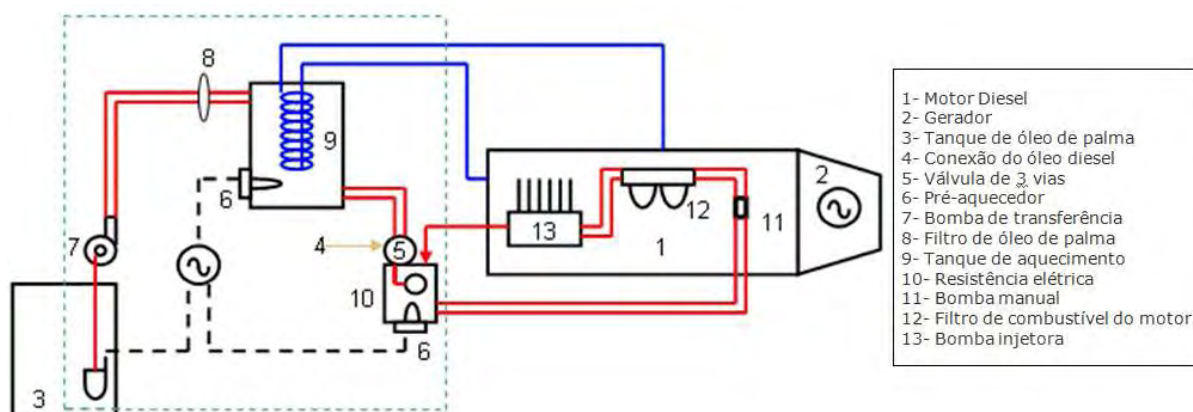 8
9
6
7
4
5
10
6
3
13
12
11
1
2
1- Motor Diesel
2- Gerador
3- Tanque de óleo de palma
4- Conexão do óleo diesel
5- Válvula de 3 vias
6- Pré-aquecedor
7- Bomba de transferência
8- Filtro de óleo de palma
9- Tanque de aquecimento
10- Resistência elétrica
11- Bomba manual
12- Filtro de combustível do motor
13- Bomba injetora